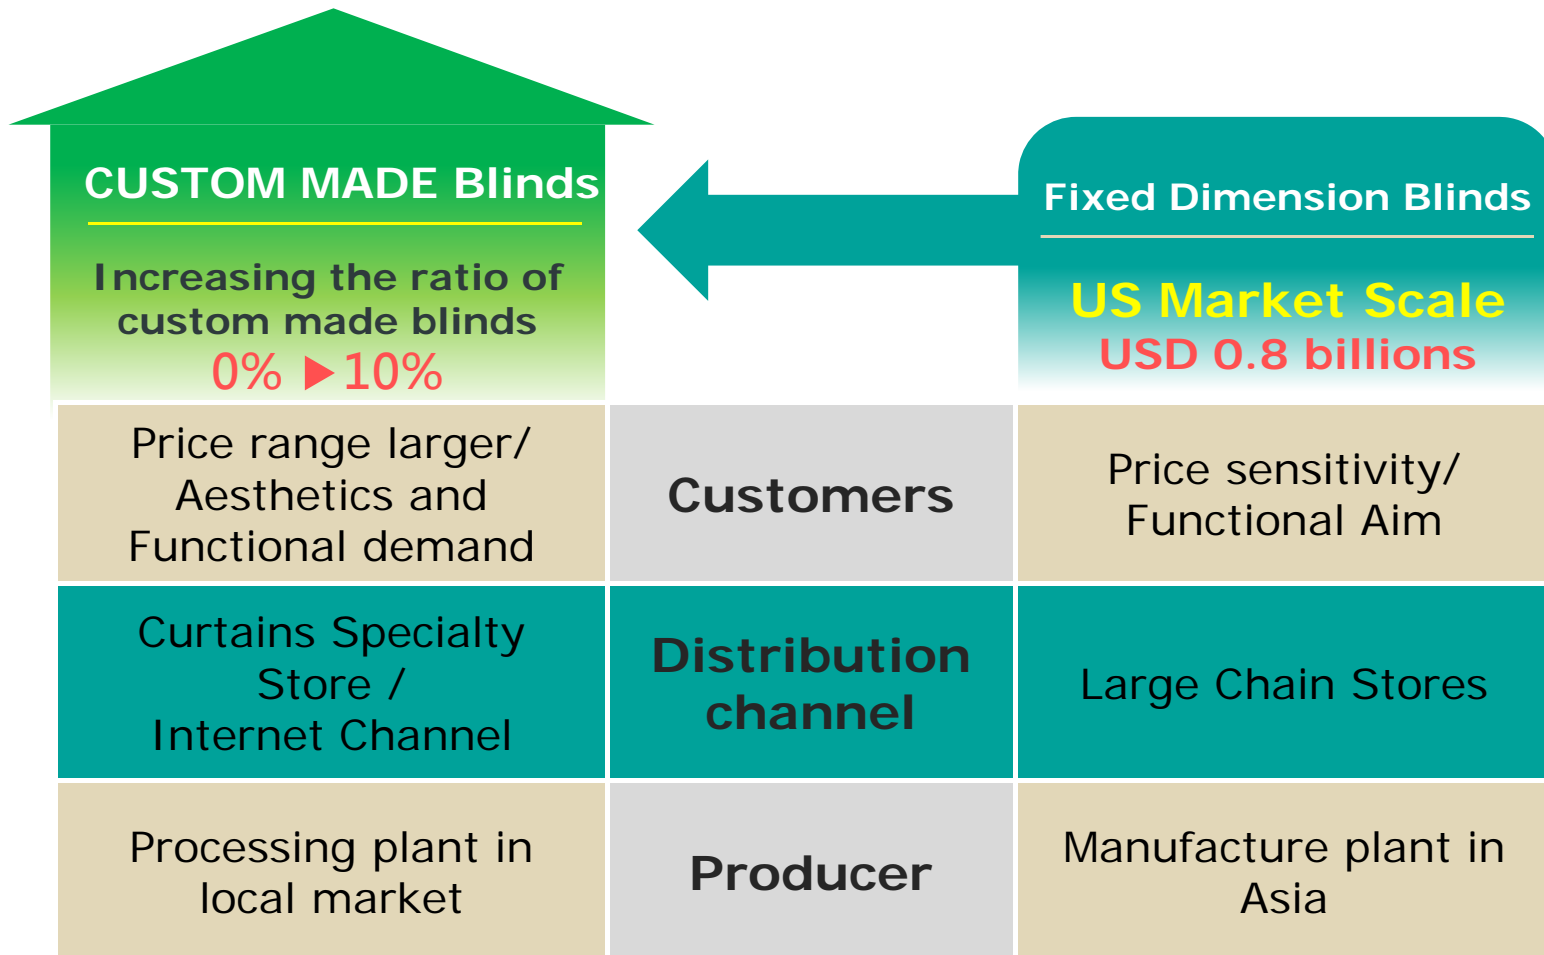 CUSTOM MADE Blinds
Increasing the ratio of
custom made blinds
0% ▶10%
Fixed Dimension Blinds
US Market Scale
USD 0.8 billions
Price range larger/
Aesthetics and
Functional demand
Customers
Price sensitivity/
Functional Aim
Curtains Specialty
Store /
Internet Channel
Distribution
channel
Large Chain Stores
Processing plant in
local market
Producer
Manufacture plant in
Asia